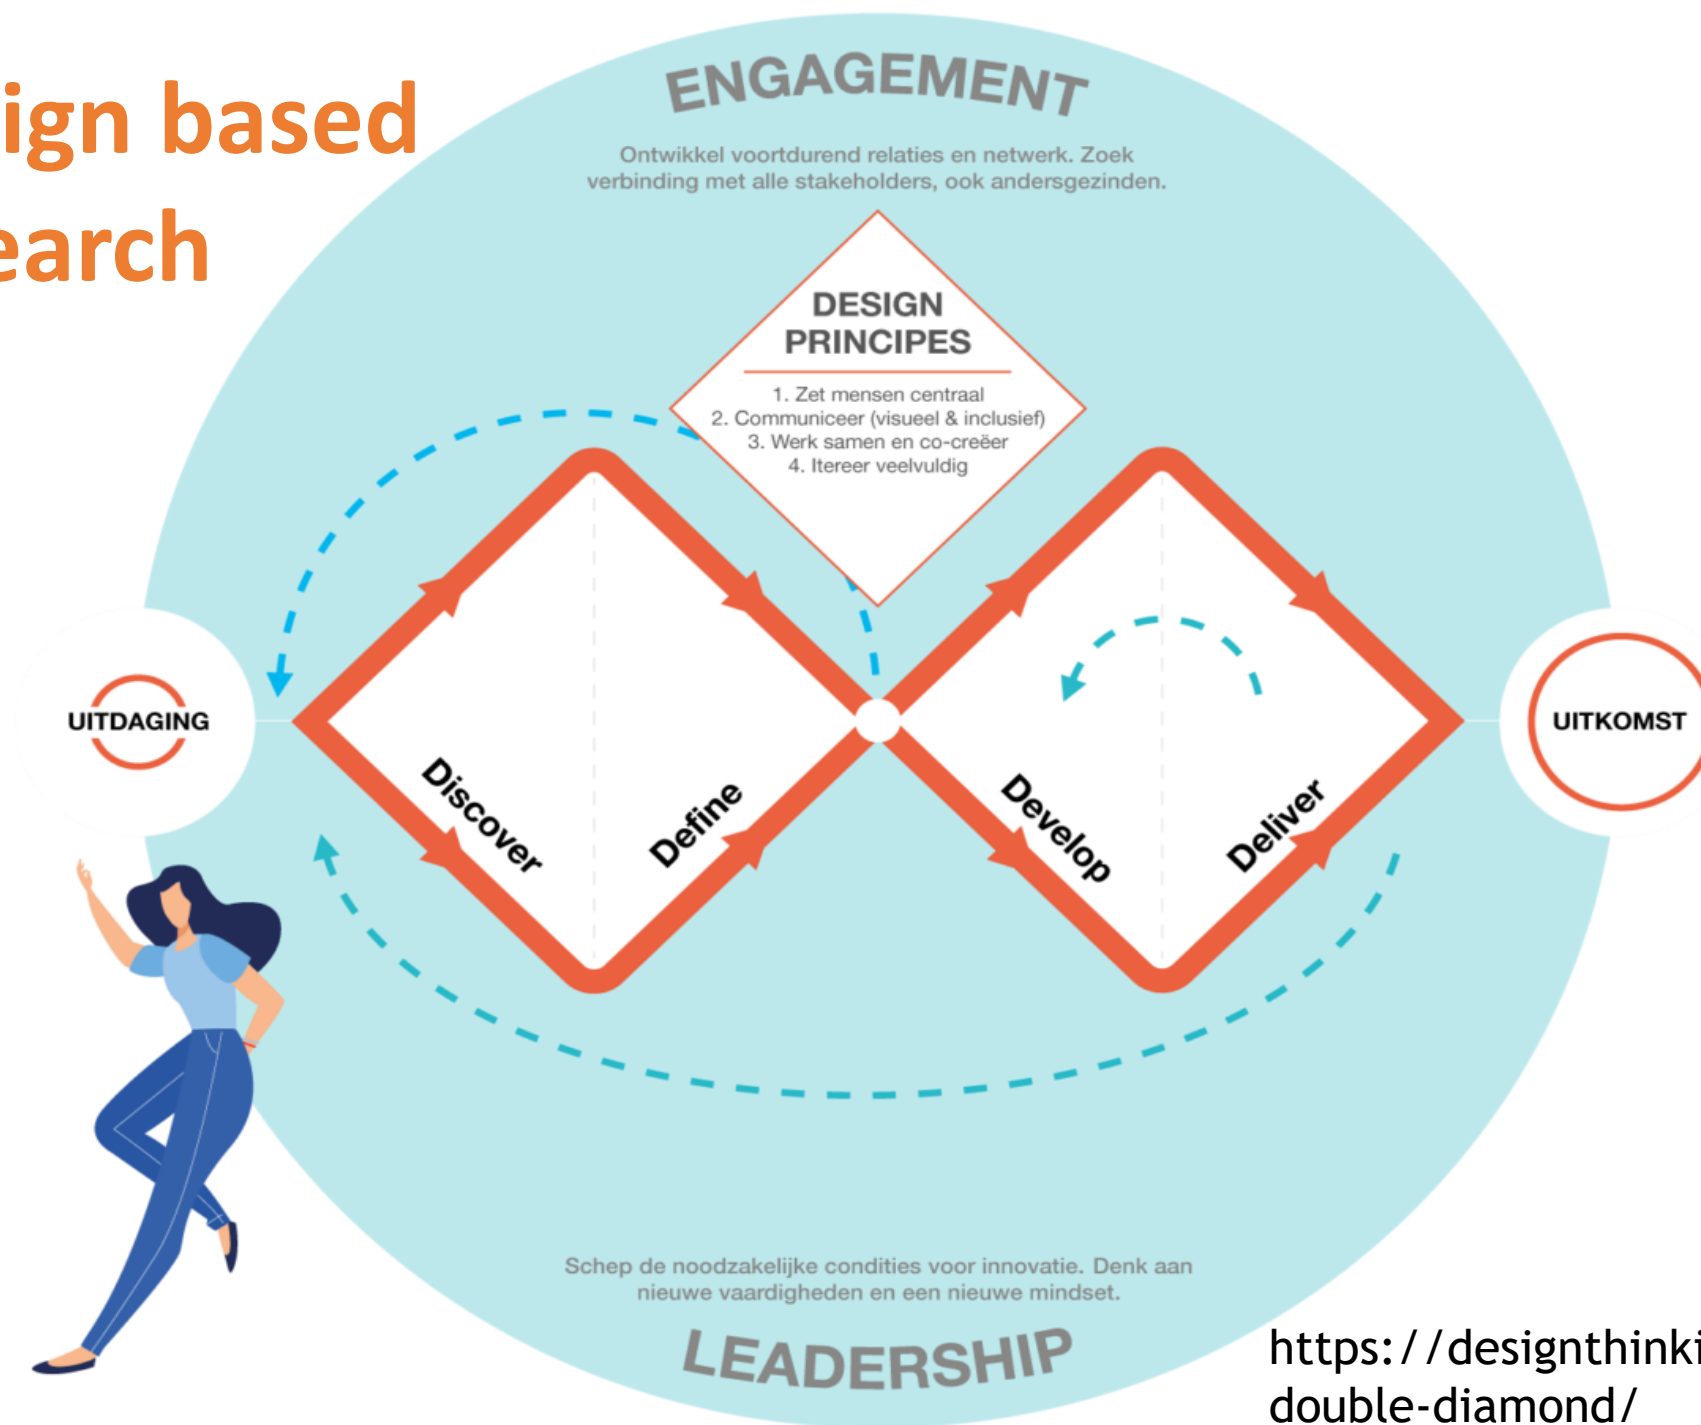 ign based
earch
ENGAGEMENT
Ontwikkel voortdurend relaties en netwerk. Zoek
verbinding met alle stakeholders, ook andersgezinden.
DESIGN
PRINCIPES
1. Zet mensen centraal
2. Communiceer (visueel & inclusief)
3. Werk samen en co-creëer
4. Itereer veelvuldig
UITDAGING
UITKOMST
Discover
Define
Develop
Deliver
Schep de noodzakelijke condities voor innovatie. Denk aan
nieuwe vaardigheden en een nieuwe mindset.
LEADERSHIP
https://designthinki
double-diamond/